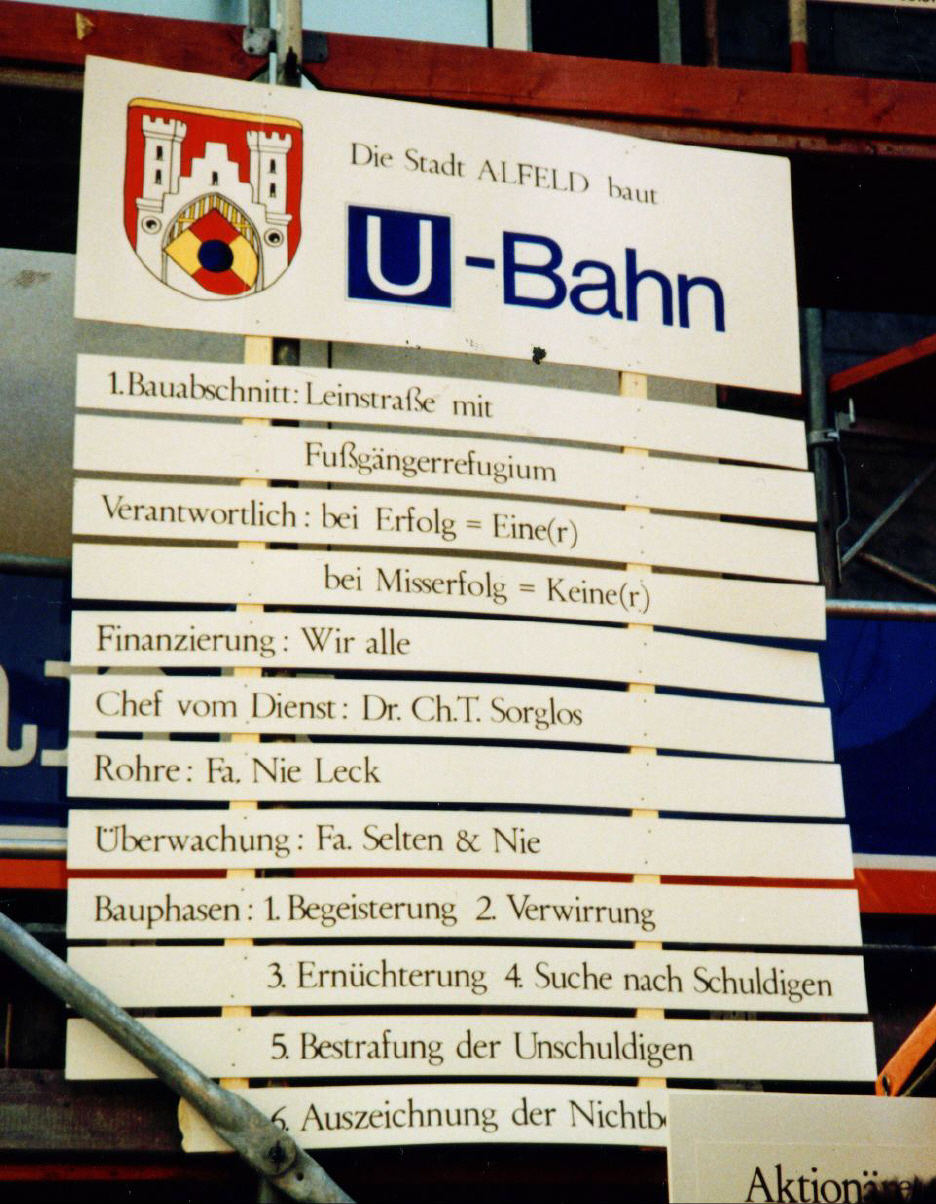 Die Stadt ALFELD baut
U-Bahn
1. Bauabschnitt: Leinstraße mit
Fußgängerrefugium
Verantwortlich: bei Erfolg = Eine(r)
bei Misserfolg = Keine(r)
Finanzierung: Wir alle
Chef vom Dienst: Dr. Ch.T. Sorglos
Rohre: Fa. Nie Leck
Überwachung: Fa. Selten & Nie
Bauphasen: 1. Begeisterung 2. Verwirrung
3. Ernüchterung 4. Suche nach Schuldigen
5. Bestrafung der Unschuldigen
6. Auszeichnung der